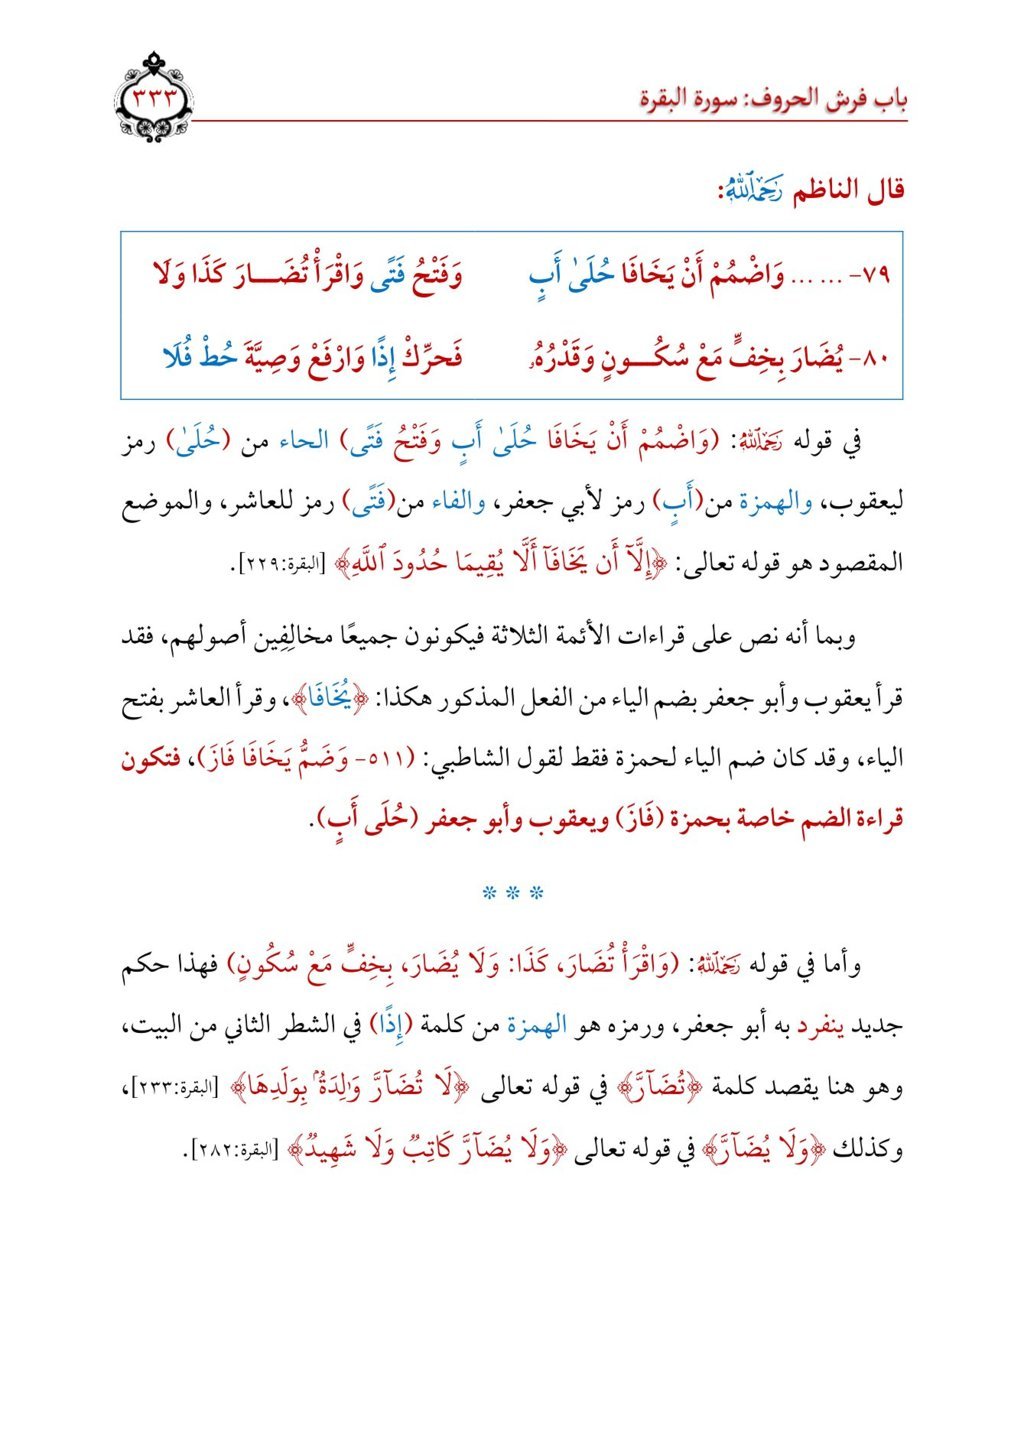 باب فرش الحروف: سورة البقرة
٣٣٣
قال الناظم رَحِمَهُ ٱللَّهُ:
٧٩- ... ... وَاضْمُمْ أَنْ يَخَافَا حُلَىٰ أَبٍ وَفَتْحُ فَتًى وَاقْرَأْ تُضَـــارَ كَذَا وَلَا
٨٠- يُضَارَ بِخِفٍّ مَعْ سُكُـــونٍ وَقَدْرُهُۥ فَحَرِّكْ إِذًا وَارْفَعْ وَصِيَّةَ حُطْ فُلَا
في قوله رَحِمَهُ ٱللَّهُ: (وَاضْمُمْ أَنْ يَخَافَا حُلَىٰ أَبٍ وَفَتْحُ فَتًى) الحاء من (حُلَىٰ) رمز
ليعقوب، والهمزة من(أَبٍ) رمز لأبي جعفر، والفاء من(فَتًى) رمز للعاشر، والموضع
المقصود هو قوله تعالى: ﴿إِلَّآ أَن يَخَافَآ أَلَّا يُقِيمَا حُدُودَ ٱللَّهِ﴾ [البقرة:٢٢٩].
وبما أنه نص على قراءات الأئمة الثلاثة فيكونون جميعًا مخالِفِين أصولهم، فقد
قرأ يعقوب وأبو جعفر بضم الياء من الفعل المذكور هكذا: ﴿يُخَافَا﴾، وقرأ العاشر بفتح
الياء، وقد كان ضم الياء لحمزة فقط لقول الشاطبي: (٥١١- وَضَمُّ يَخَافَا فَازَ)، فتكون
قراءة الضم خاصة بحمزة (فَازَ) ويعقوب وأبو جعفر (حُلَى أَبٍ).
* * *
وأما في قوله رَحِمَهُ ٱللَّهُ: (وَاقْرَأْ تُضَارَ، كَذَا: وَلَا يُضَارَ، بِخِفٍّ مَعْ سُكُونٍ) فهذا حكم
جديد ينفرد به أبو جعفر، ورمزه هو الهمزة من كلمة (إِذًا) في الشطر الثاني من البيت،
وهو هنا يقصد كلمة ﴿تُضَآرَّ﴾ في قوله تعالى ﴿لَا تُضَآرَّ وَٰلِدَةُۢ بِوَلَدِهَا﴾ [البقرة:٢٣٣]،
وكذلك ﴿وَلَا يُضَآرَّ﴾ في قوله تعالى ﴿وَلَا يُضَآرَّ كَاتِبٌ وَلَا شَهِيدٌ﴾ [البقرة:٢٨٢].